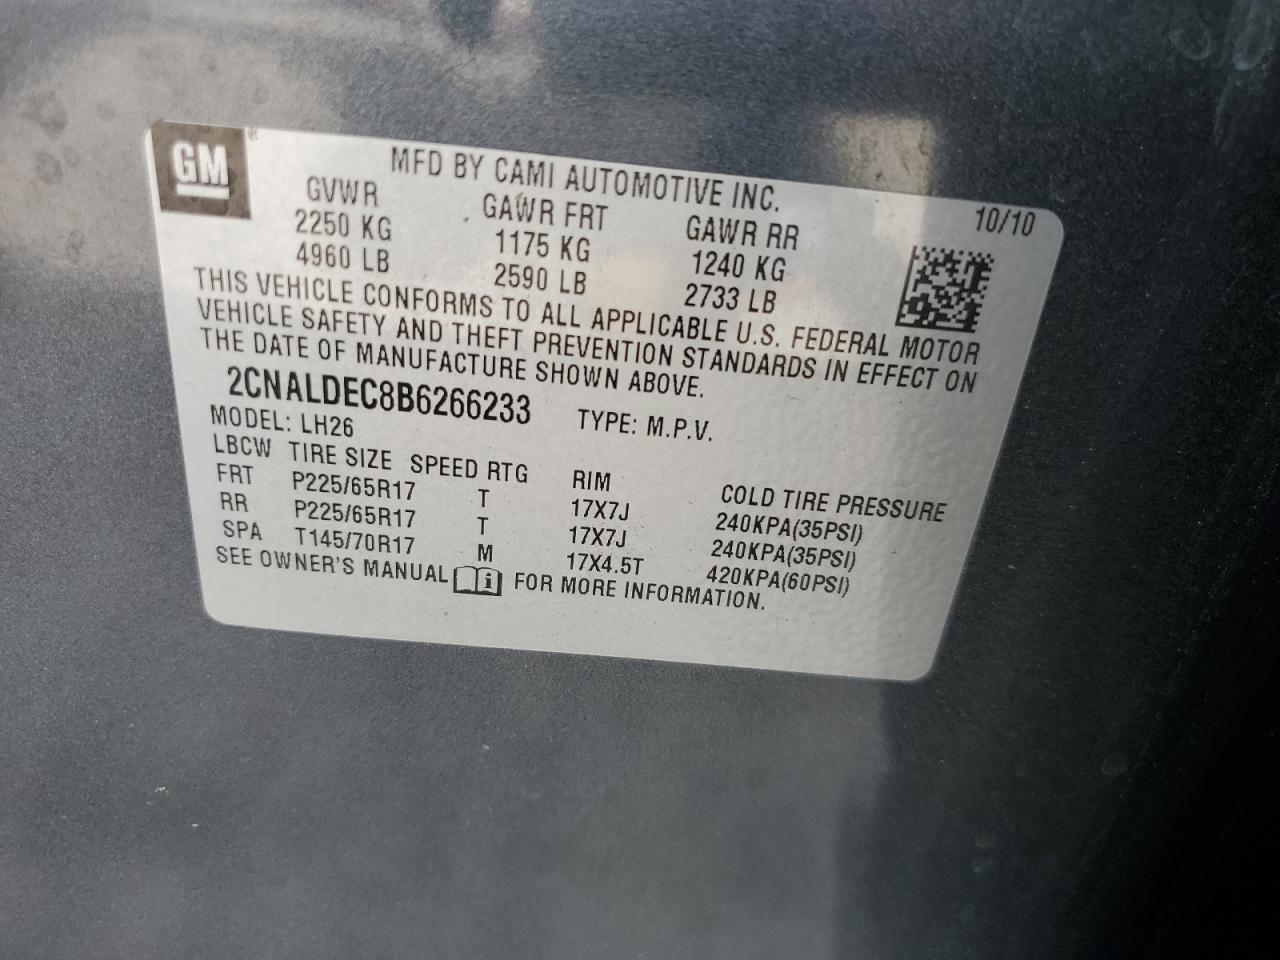 GM ®
MFD BY CAMI AUTOMOTIVE INC.
10/10
GVWR GAWR FRT GAWR RR
2250 KG 1175 KG 1240 KG
4960 LB 2590 LB 2733 LB
THIS VEHICLE CONFORMS TO ALL APPLICABLE U.S. FEDERAL MOTOR
VEHICLE SAFETY AND THEFT PREVENTION STANDARDS IN EFFECT ON
THE DATE OF MANUFACTURE SHOWN ABOVE.
2CNALDEC8B6266233 TYPE: M.P.V.
MODEL: LH26
LBCW TIRE SIZE SPEED RTG RIM COLD TIRE PRESSURE
FRT P225/65R17 T 17X7J 240KPA(35PSI)
RR P225/65R17 T 17X7J 240KPA(35PSI)
SPA T145/70R17 M 17X4.5T 420KPA(60PSI)
SEE OWNER'S MANUAL i FOR MORE INFORMATION.